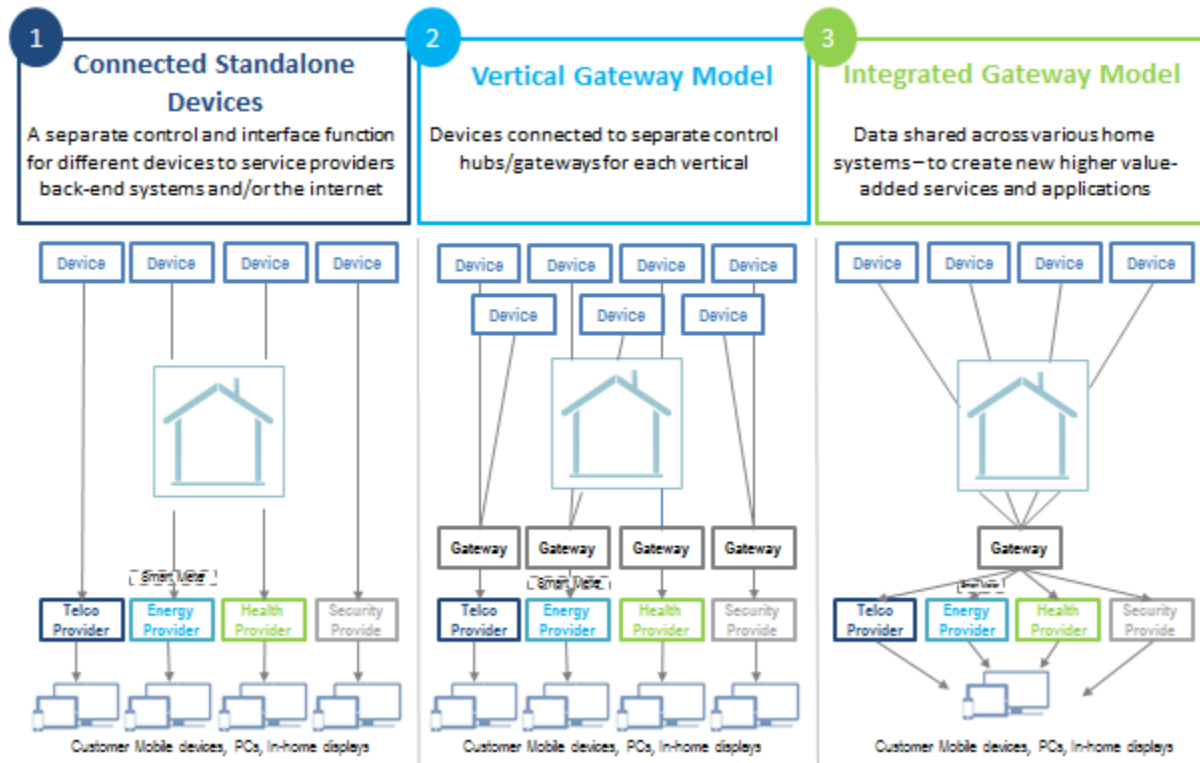 1
Connected Standalone
Devices
A separate control and interface function
for different devices to service providers
back-end systems and/or the internet
Device Device Device Device
Smart Meter
Telco Provider
Energy Provider
Health Provider
Security Provide
Customer Mobile devices, PCs, In-home displays
2
Vertical Gateway Model
Devices connected to separate control
hubs/gateways for each vertical
Device Device Device Device
Device Device Device
Gateway Gateway Gateway Gateway
Smart Meter
Telco Provider
Energy Provider
Health Provider
Security Provide
Customer Mobile devices, PCs, In-home displays
3
Integrated Gateway Model
Data shared across various home
systems – to create new higher value-
added services and applications
Device Device Device Device
Gateway
Telco Provider
Energy Provider
Health Provider
Security Provide
Customer Mobile devices, PCs, In-home displays